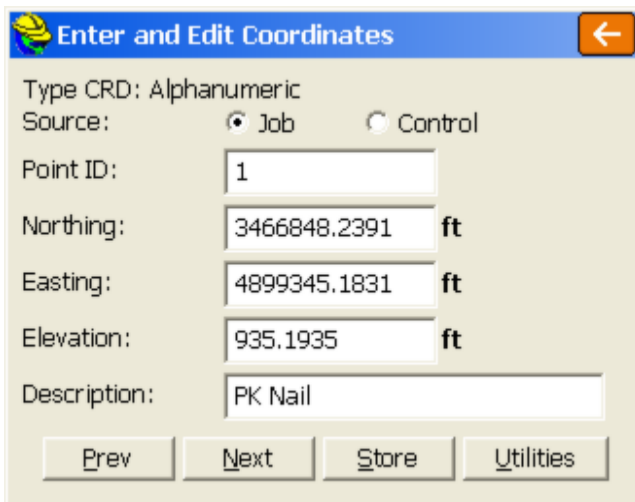 Enter and Edit Coordinates
Type CRD: Alphanumeric
Source: Job Control
Point ID: 1
Northing: 3466848.2391 ft
Easting: 4899345.1831 ft
Elevation: 935.1935 ft
Description: PK Nail
Prev Next Store Utilities